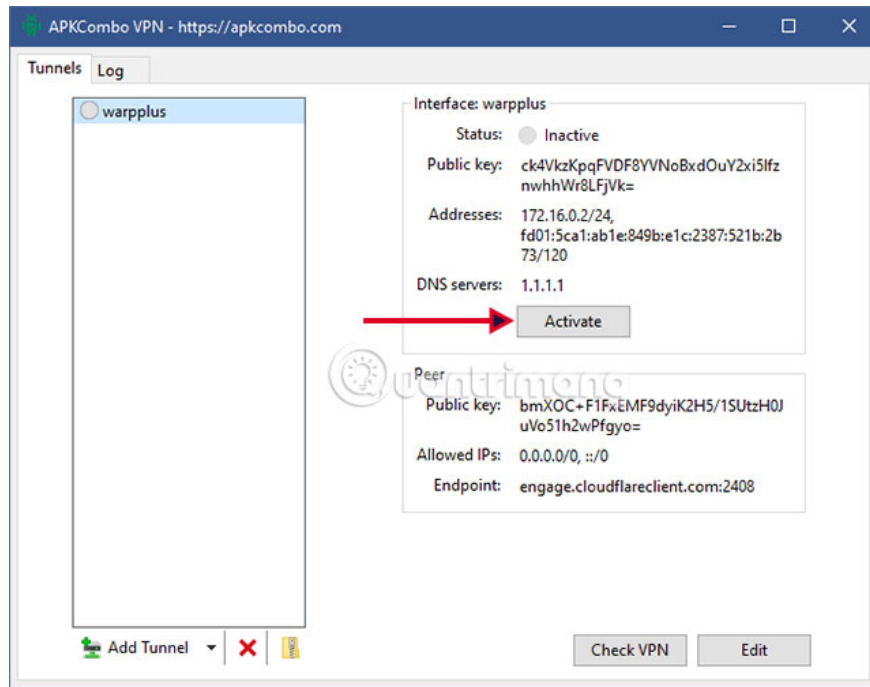 APKCombo VPN - https://apkcombo.com
Tunnels Log
warpplus
Interface: warpplus
Status: Inactive
Public key: ck4VkzKpqFVDF8YVNoBxdOuY2xi5lfz
nwhhWr8LFjVk=
Addresses: 172.16.0.2/24,
fd01:5ca1:ab1e:849b:e1c:2387:521b:2b
73/120
DNS servers: 1.1.1.1
Activate
Quantrimang
Peer
Public key: bmXOC+F1FxEMF9dyiK2H5/1SUtzH0J
uVo51h2wPfgyo=
Allowed IPs: 0.0.0.0/0, ::/0
Endpoint: engage.cloudflareclient.com:2408
Add Tunnel
Check VPN
Edit